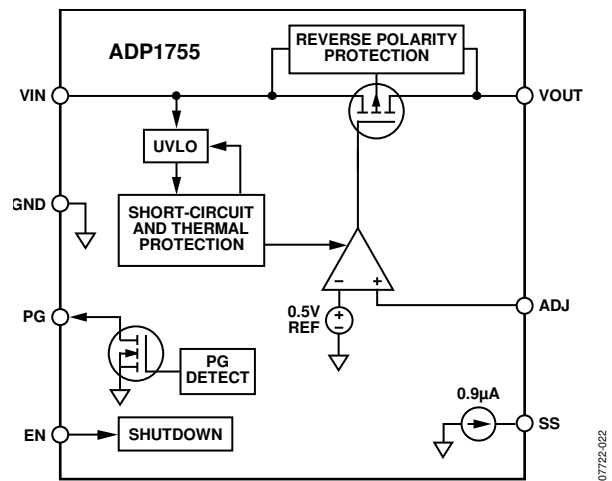 ADP1755
REVERSE POLARITY
PROTECTION
VIN
VOUT
UVLO
GND
SHORT-CIRCUIT
AND THERMAL
PROTECTION
– +
0.5V
REF
+
–
ADJ
PG
PG
DETECT
0.9µA
SS
EN
SHUTDOWN
07722-022